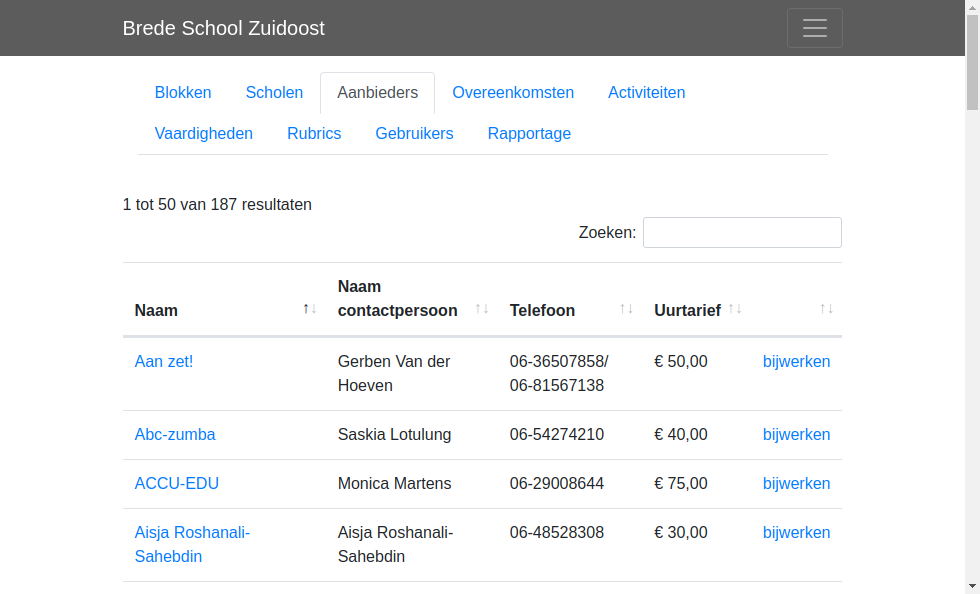 Brede School Zuidoost
Blokken Scholen Aanbieders Overeenkomsten Activiteiten
Vaardigheden Rubrics Gebruikers Rapportage
1 tot 50 van 187 resultaten
Zoeken:
Naam
Naam contactpersoon Telefoon Uurtarief
Aan zet! Gerben Van der 06-36507858/ € 50,00 bijwerken
Hoeven 06-81567138
Abc-zumba Saskia Lotulung 06-54274210 € 40,00 bijwerken
ACCU-EDU Monica Martens 06-29008644 € 75,00 bijwerken
Aisja Roshanali- Aisja Roshanali- 06-48528308 € 30,00 bijwerken
Sahebdin Sahebdin